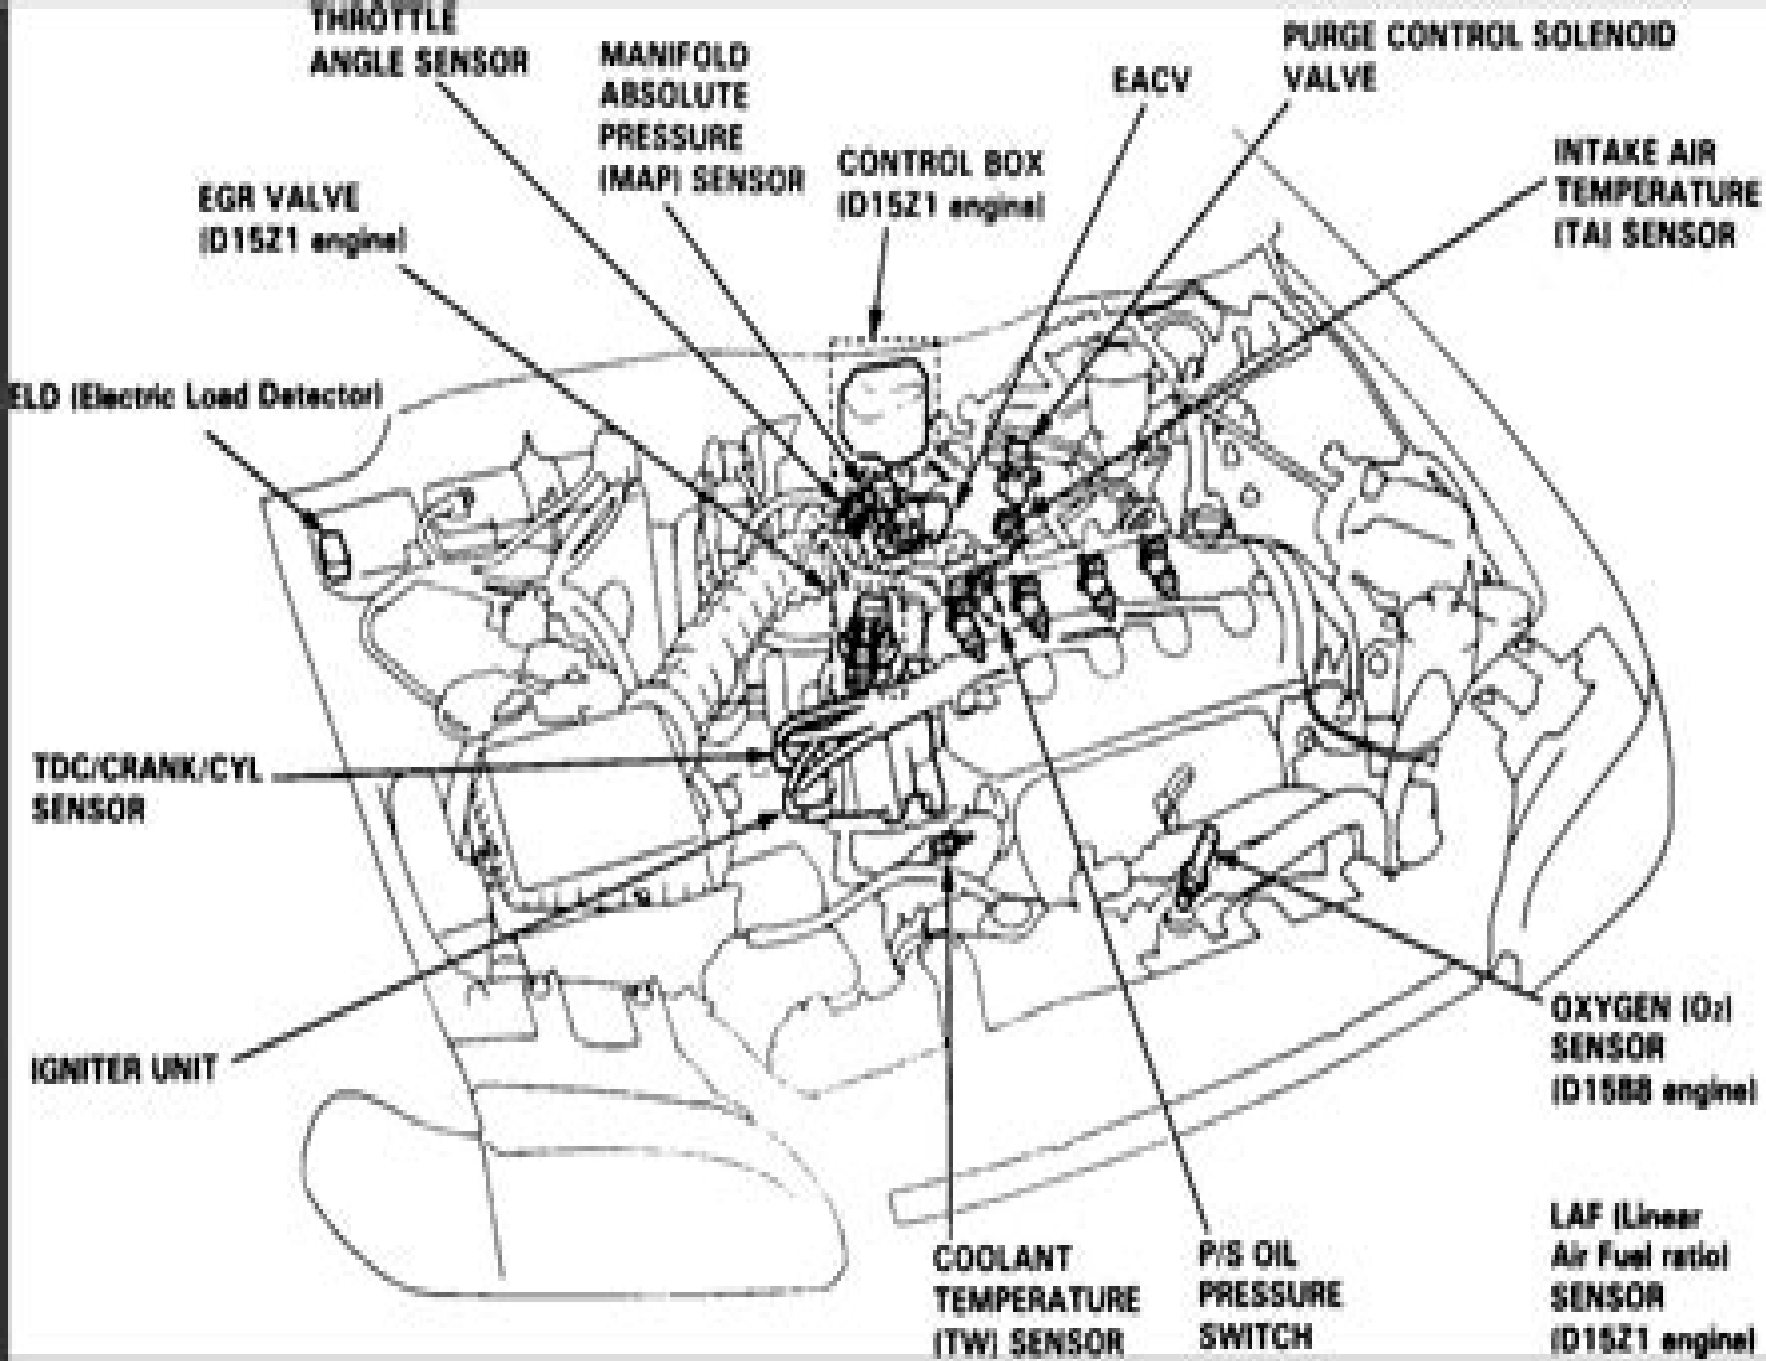 THROTTLE
ANGLE SENSOR
MANIFOLD
ABSOLUTE
PRESSURE
(MAP) SENSOR
CONTROL BOX
(D15Z1 engine)
EACV
PURGE CONTROL SOLENOID
VALVE
INTAKE AIR
TEMPERATURE
(TA) SENSOR
EGR VALVE
(D15Z1 engine)
ELD (Electric Load Detector)
TDC/CRANK/CYL
SENSOR
IGNITER UNIT
COOLANT
TEMPERATURE
(TW) SENSOR
P/S OIL
PRESSURE
SWITCH
OXYGEN (O₂)
SENSOR
(D15B8 engine)
LAF (Linear
Air Fuel ratio)
SENSOR
(D15Z1 engine)